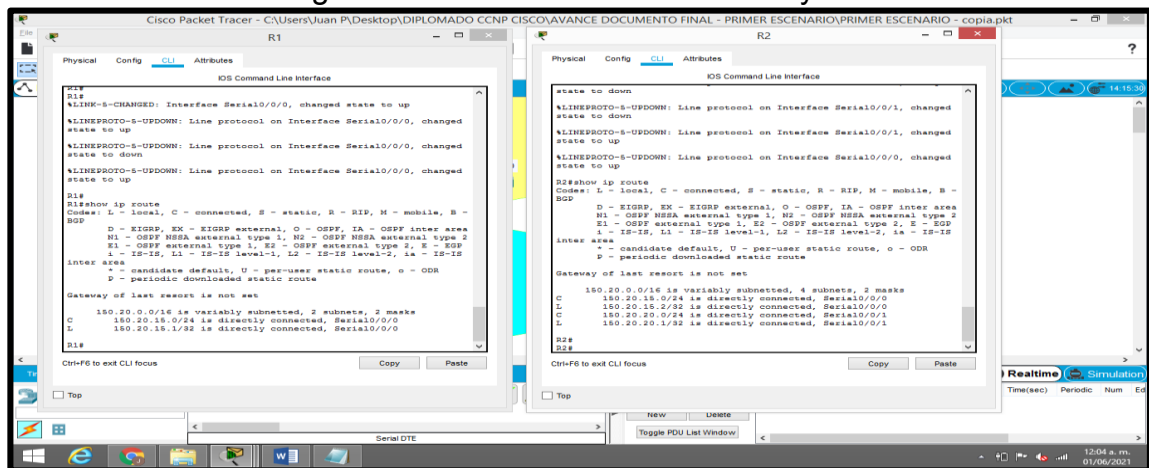 Cisco Packet Tracer - C:\Users\Juan P\Desktop\DIPLOMADO CCNP CISCO\AVANCE DOCUMENTO FINAL - PRIMER ESCENARIO\PRIMER ESCENARIO - copia.pkt
File
R1
Physical Config CLI Attributes
IOS Command Line Interface
R1#
R1#
%LINK-5-CHANGED: Interface Serial0/0/0, changed state to up
%LINEPROTO-5-UPDOWN: Line protocol on Interface Serial0/0/0, changed
state to up
%LINEPROTO-5-UPDOWN: Line protocol on Interface Serial0/0/0, changed
state to down
%LINEPROTO-5-UPDOWN: Line protocol on Interface Serial0/0/0, changed
state to up
R1#
R1#show ip route
Codes: L - local, C - connected, S - static, R - RIP, M - mobile, B -
BGP
D - EIGRP, EX - EIGRP external, O - OSPF, IA - OSPF inter area
N1 - OSPF NSSA external type 1, N2 - OSPF NSSA external type 2
E1 - OSPF external type 1, E2 - OSPF external type 2, E - EGP
i - IS-IS, L1 - IS-IS level-1, L2 - IS-IS level-2, ia - IS-IS
inter area
* - candidate default, U - per-user static route, o - ODR
P - periodic downloaded static route
Gateway of last resort is not set
150.20.0.0/16 is variably subnetted, 2 subnets, 2 masks
C 150.20.15.0/24 is directly connected, Serial0/0/0
L 150.20.15.1/32 is directly connected, Serial0/0/0
R1#
Ctrl+F6 to exit CLI focus
Copy Paste
Top
R2
Physical Config CLI Attributes
IOS Command Line Interface
state to down
%LINEPROTO-5-UPDOWN: Line protocol on Interface Serial0/0/1, changed
state to down
%LINEPROTO-5-UPDOWN: Line protocol on Interface Serial0/0/1, changed
state to up
%LINEPROTO-5-UPDOWN: Line protocol on Interface Serial0/0/0, changed
state to up
R2#show ip route
Codes: L - local, C - connected, S - static, R - RIP, M - mobile, B -
BGP
D - EIGRP, EX - EIGRP external, O - OSPF, IA - OSPF inter area
N1 - OSPF NSSA external type 1, N2 - OSPF NSSA external type 2
E1 - OSPF external type 1, E2 - OSPF external type 2, E - EGP
i - IS-IS, L1 - IS-IS level-1, L2 - IS-IS level-2, ia - IS-IS
inter area
* - candidate default, U - per-user static route, o - ODR
P - periodic downloaded static route
Gateway of last resort is not set
150.20.0.0/16 is variably subnetted, 4 subnets, 2 masks
C 150.20.15.0/24 is directly connected, Serial0/0/0
L 150.20.15.2/32 is directly connected, Serial0/0/0
C 150.20.20.0/24 is directly connected, Serial0/0/1
L 150.20.20.1/32 is directly connected, Serial0/0/1
R2#
R2#
Ctrl+F6 to exit CLI focus
Copy Paste
Top
?
14:15:30
Realtime Simulation
Time(sec) Periodic Num Ed
New Delete
Toggle PDU List Window
Serial DTE
12:04 a. m.
01/06/2021